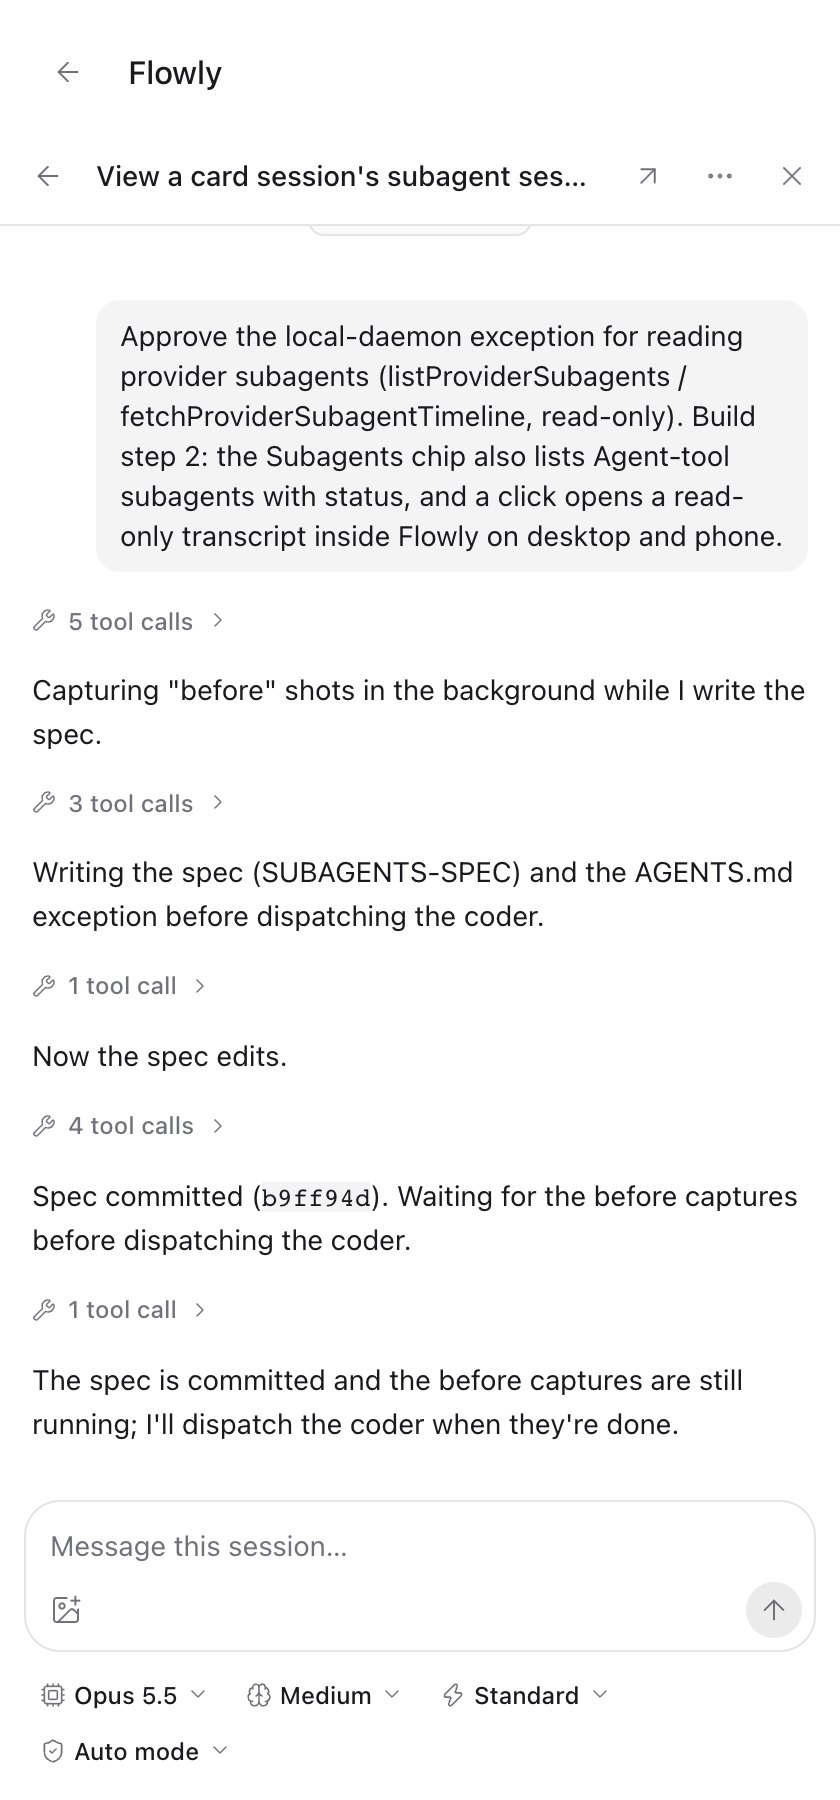 Flowly
View a card session's subagent ses...
Approve the local-daemon exception for reading
provider subagents (listProviderSubagents /
fetchProviderSubagentTimeline, read-only). Build
step 2: the Subagents chip also lists Agent-tool
subagents with status, and a click opens a read-
only transcript inside Flowly on desktop and phone.
5 tool calls
Capturing "before" shots in the background while I write the
spec.
3 tool calls
Writing the spec (SUBAGENTS-SPEC) and the AGENTS.md
exception before dispatching the coder.
1 tool call
Now the spec edits.
4 tool calls
Spec committed (b9ff94d). Waiting for the before captures
before dispatching the coder.
1 tool call
The spec is committed and the before captures are still
running; I'll dispatch the coder when they're done.
Message this session...
Opus 5.5 Medium Standard
Auto mode